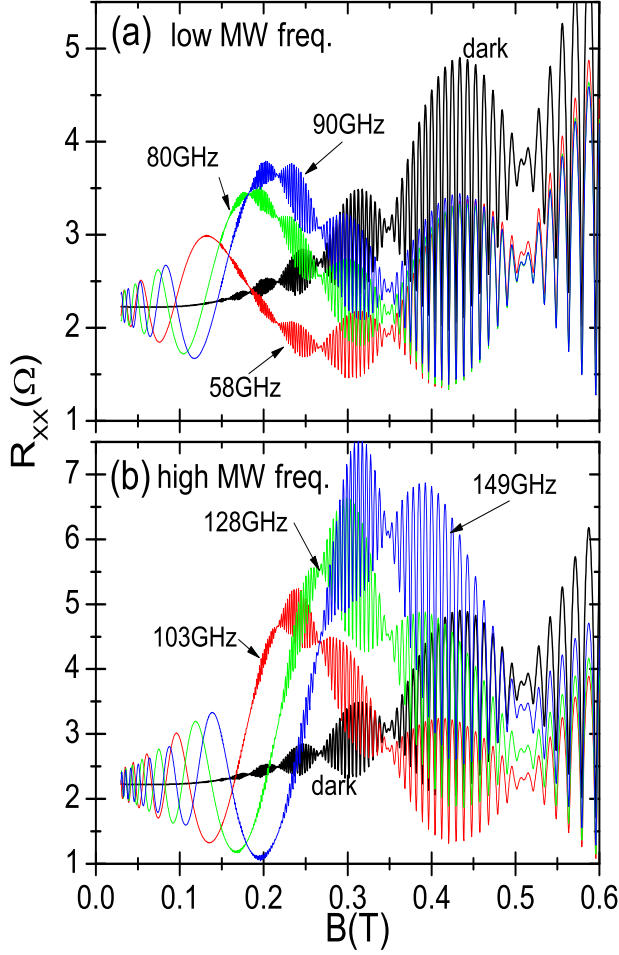 5
4
3
2
1
(a) low MW freq.
dark
90GHz
80GHz
58GHz
R_XX(Ω)
7
6
5
4
3
2
1
(b) high MW freq.
149GHz
128GHz
103GHz
dark
0.0 0.1 0.2 0.3 0.4 0.5 0.6
B(T)